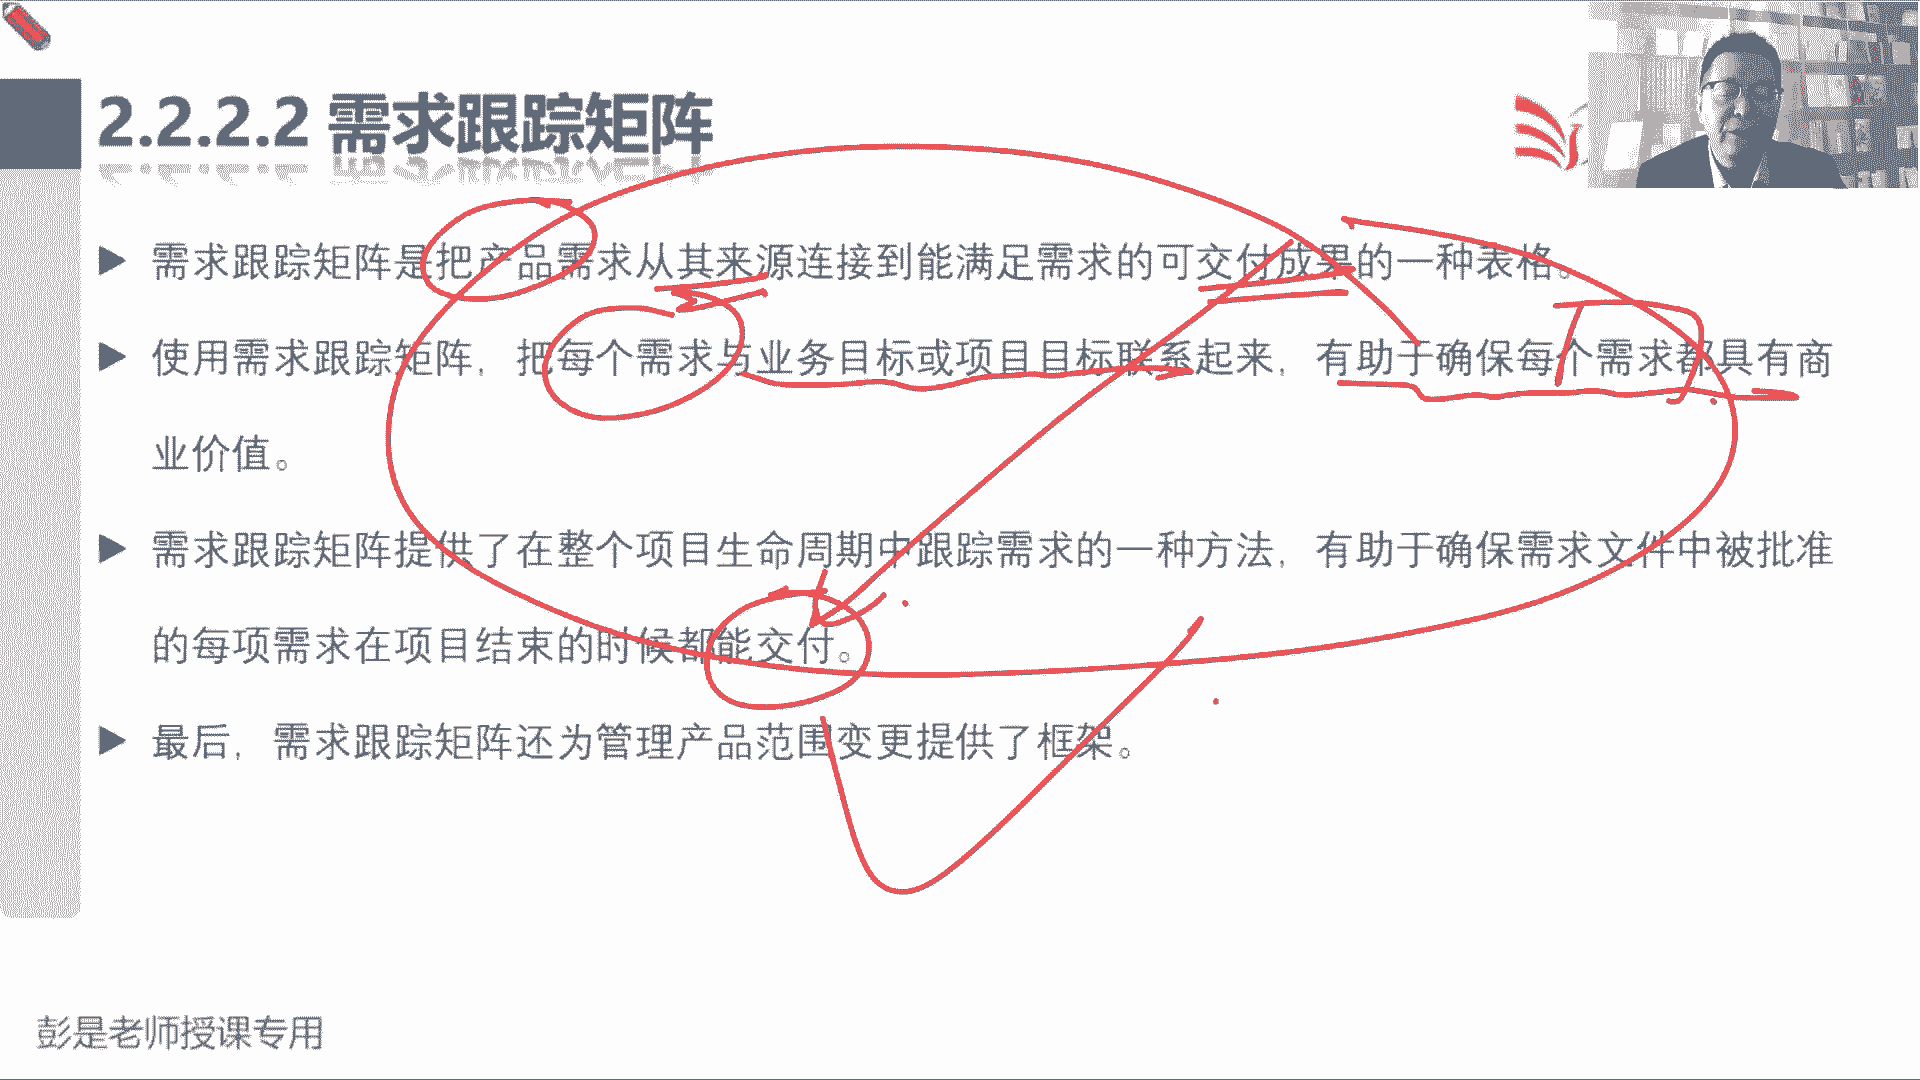 2.2.2.2 需求跟踪矩阵
需求跟踪矩阵是把产品需求从其来源连接到能满足需求的可交付成果的一种表格。
使用需求跟踪矩阵，把每个需求与业务目标或项目目标联系起来，有助于确保每个需求都具有商
业价值。
需求跟踪矩阵提供了在整个项目生命周期中跟踪需求的一种方法，有助于确保需求文件中被批准
的每项需求在项目结束的时候都能交付。
最后，需求跟踪矩阵还为管理产品范围变更提供了框架。
彭是老师授课专用